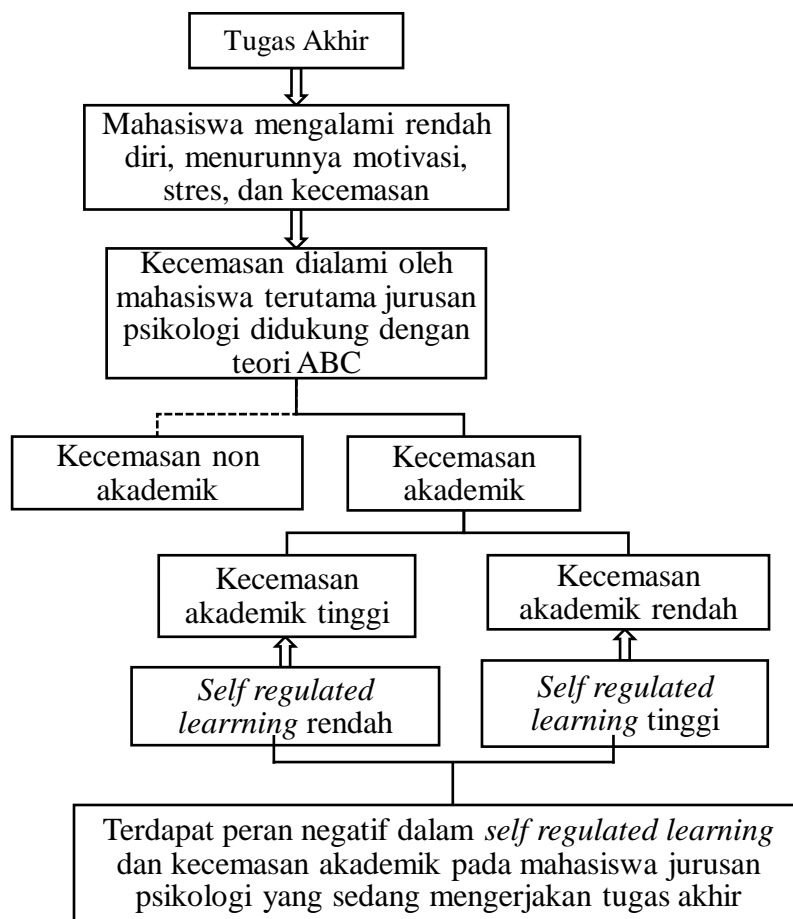 Tugas Akhir
Mahasiswa mengalami rendah
diri, menurunnya motivasi,
stres, dan kecemasan
Kecemasan dialami oleh
mahasiswa terutama jurusan
psikologi didukung dengan
teori ABC
Kecemasan non
akademik
Kecemasan
akademik
Kecemasan
akademik tinggi
Kecemasan
akademik rendah
Self regulated
learrning rendah
Self regulated
learning tinggi
Terdapat peran negatif dalam self regulated learning
dan kecemasan akademik pada mahasiswa jurusan
psikologi yang sedang mengerjakan tugas akhir